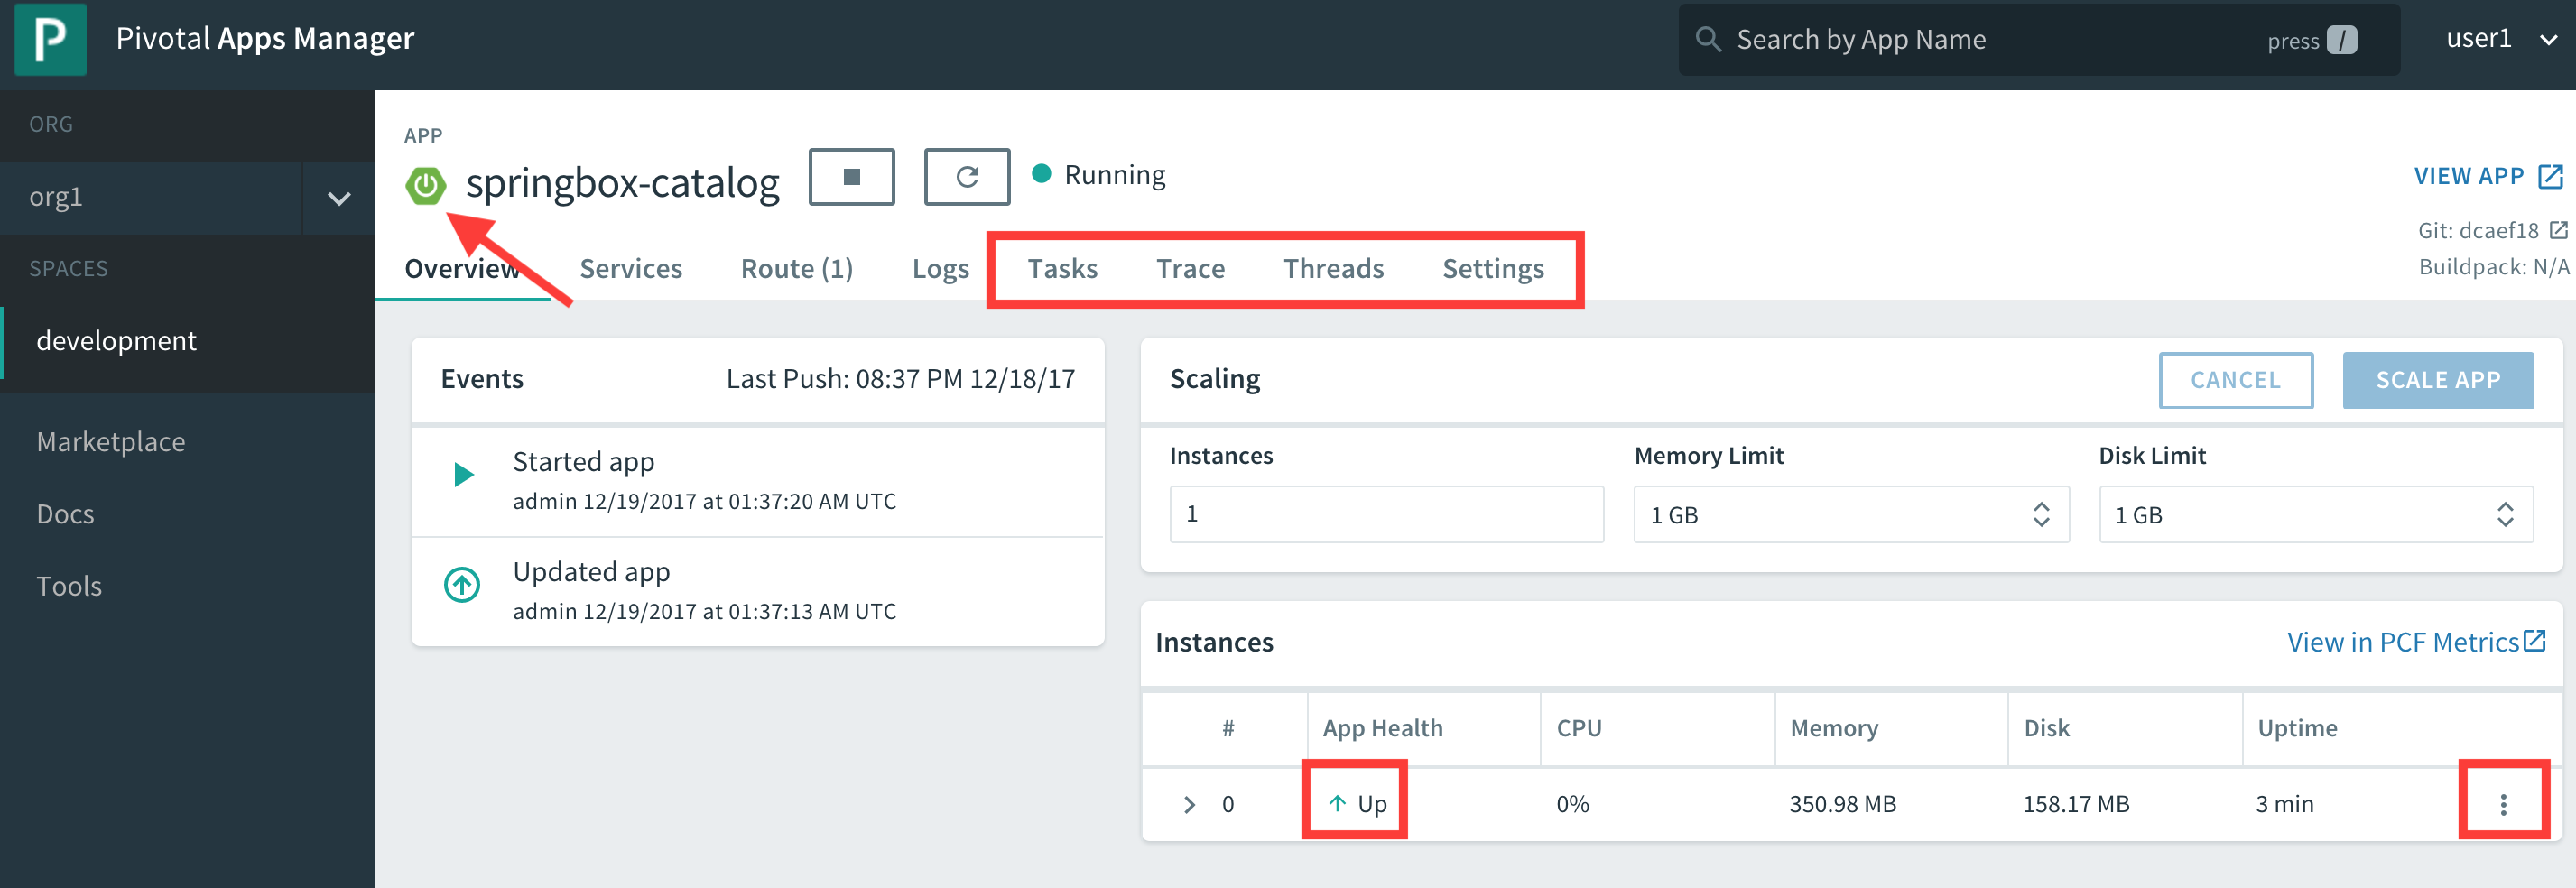 P
Pivotal Apps Manager
Search by App Name
press /
user1
ORG
org1
SPACES
development
Marketplace
Docs
Tools
APP
springbox-catalog
Running
VIEW APP
Git: dcaef18
Buildpack: N/A
Overview
Services
Route (1)
Logs
Tasks
Trace
Threads
Settings
Events
Last Push: 08:37 PM 12/18/17
Started app
admin 12/19/2017 at 01:37:20 AM UTC
Updated app
admin 12/19/2017 at 01:37:13 AM UTC
Scaling
CANCEL
SCALE APP
Instances
Memory Limit
Disk Limit
1
1 GB
1 GB
Instances
View in PCF Metrics
# App Health CPU Memory Disk Uptime
0 Up 0% 350.98 MB 158.17 MB 3 min